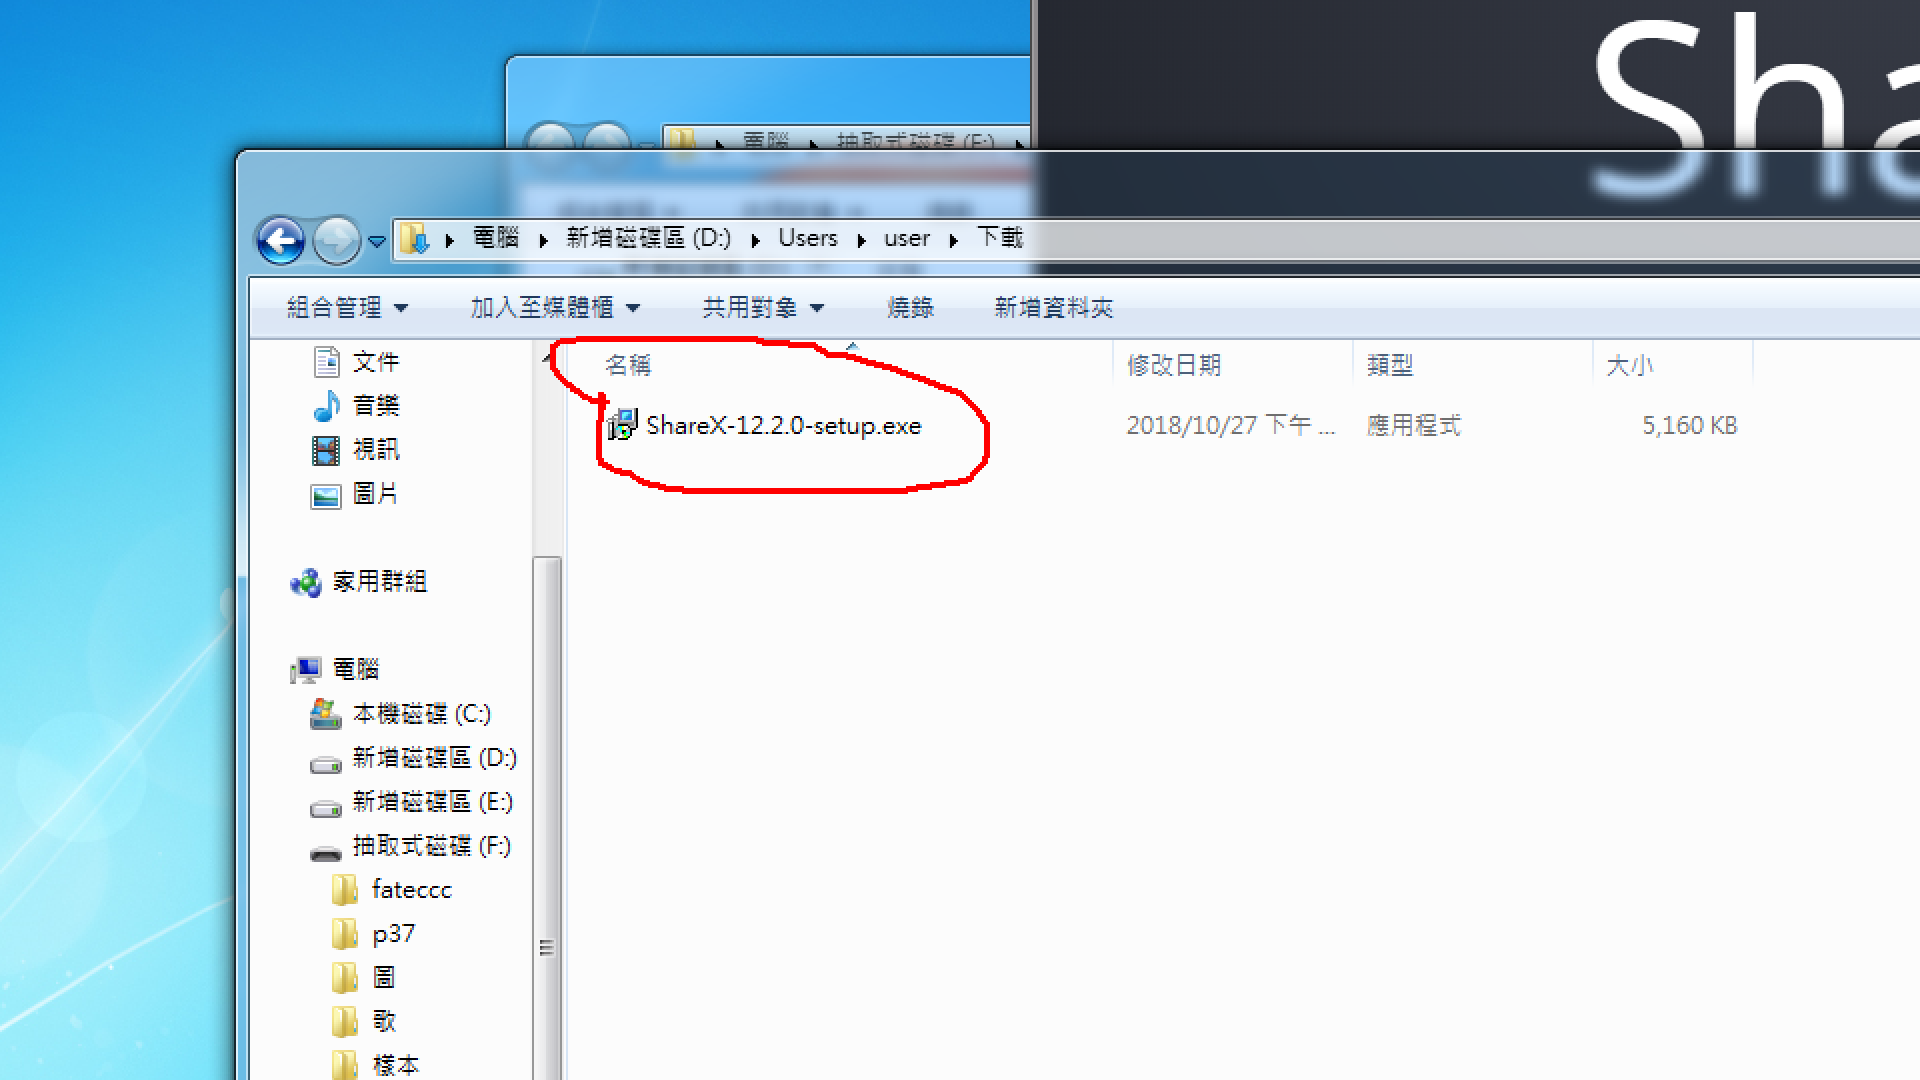 Sha
電腦 抽取式磁碟 (F:)
電腦 新增磁碟區 (D:) Users user 下載
組合管理 加入至媒體櫃 共用對象 燒錄 新增資料夾
名稱 修改日期 類型 大小
ShareX-12.2.0-setup.exe 2018/10/27 下午 ... 應用程式 5,160 KB
文件
音樂
視訊
圖片
家用群組
電腦
本機磁碟 (C:)
新增磁碟區 (D:)
新增磁碟區 (E:)
抽取式磁碟 (F:)
fateccc
p37
圖
歌
樣本